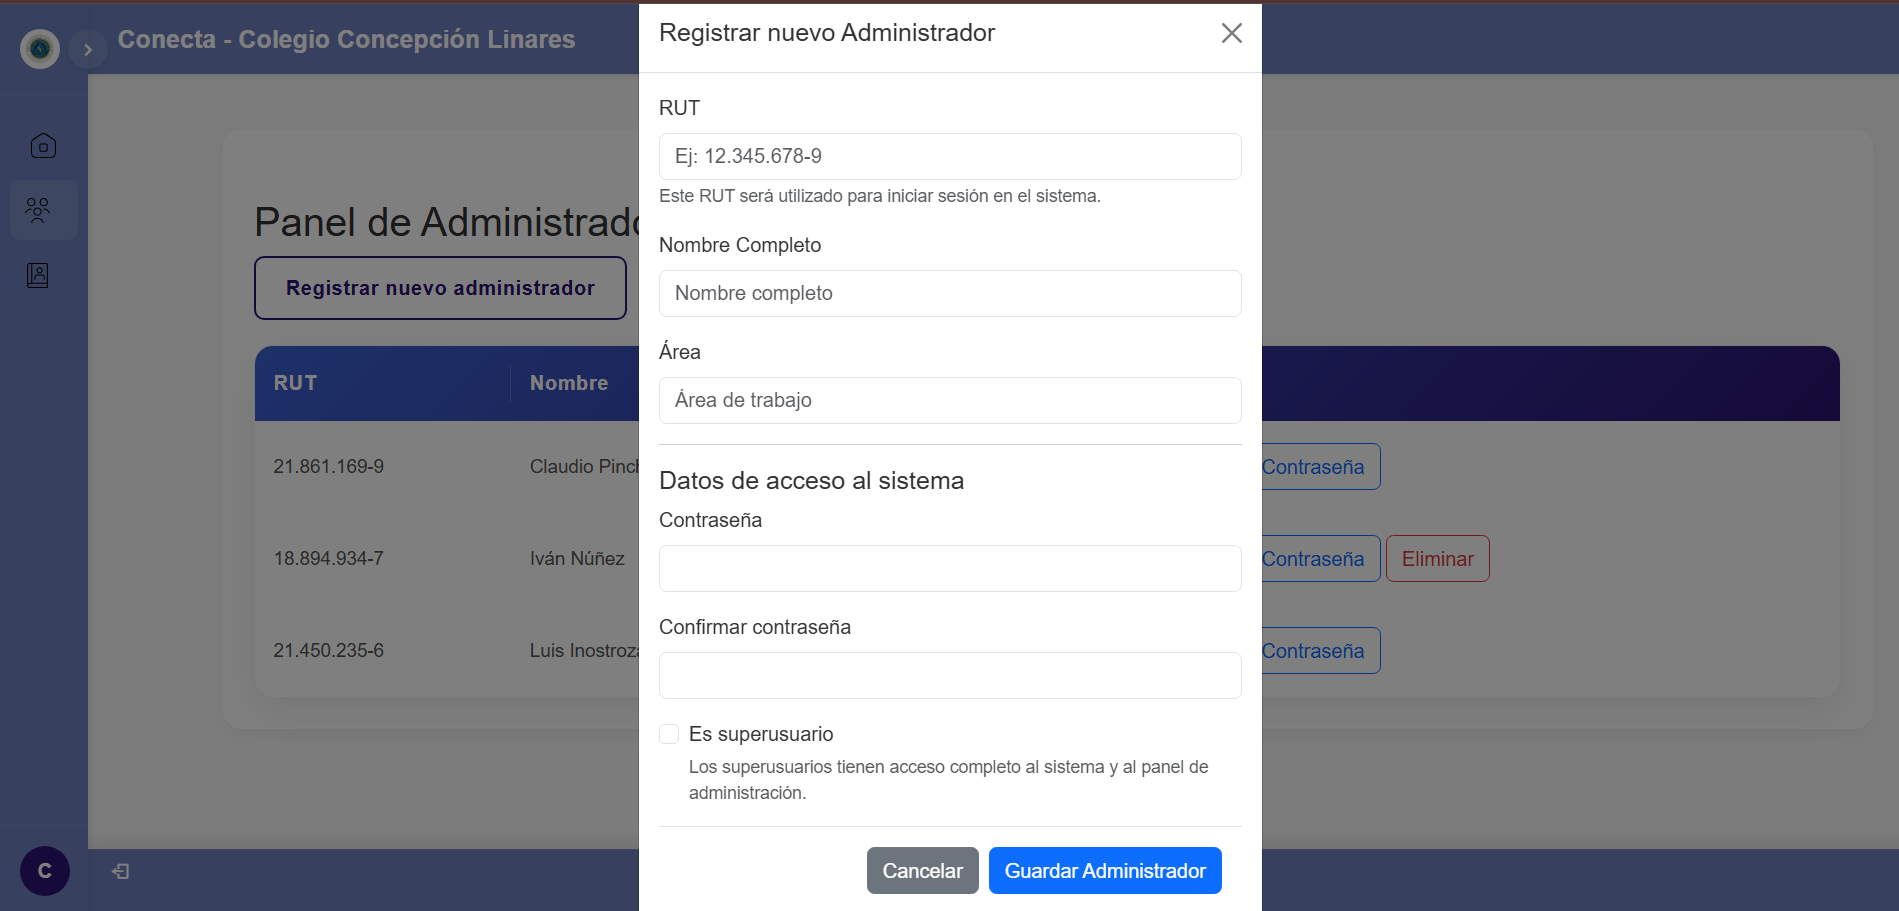 Conecta - Colegio Concepción Linares
Registrar nuevo Administrador
RUT
Ej: 12.345.678-9
Este RUT será utilizado para iniciar sesión en el sistema.
Nombre Completo
Nombre completo
Área
Área de trabajo
Datos de acceso al sistema
Contraseña
Confirmar contraseña
Es superusuario
Los superusuarios tienen acceso completo al sistema y al panel de
administración.
Cancelar
Guardar Administrador
Panel de Administrado
Registrar nuevo administrador
RUT Nombre
21.861.169-9 Claudio Pinch Contraseña
18.894.934-7 Iván Núñez Contraseña Eliminar
21.450.235-6 Luis Inostroza Contraseña
C